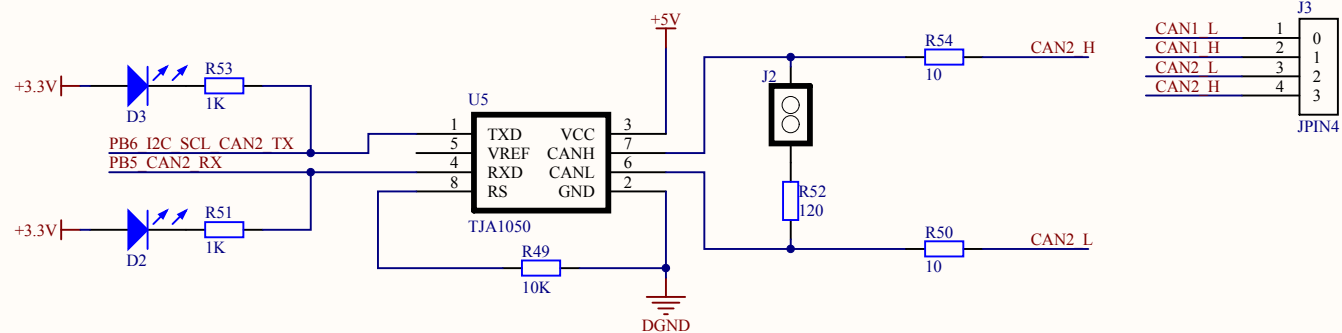 J3
+5V
CAN1_L 1 0
R54
CAN2_H
CAN1_H 2 1
10
CAN2_L 3 2
R53
J2
+3.3V
CAN2_H 4 3
1K
D3
U5
JPIN4
PB6_I2C_SCL_CAN2_TX
1 TXD VCC 3
5 VREF CANH 7
PB5_CAN2_RX
4 RXD CANL 6
8 RS GND 2
R52
120
R51
TJA1050
+3.3V
1K
D2
R49
10K
R50
CAN2_L
10
DGND